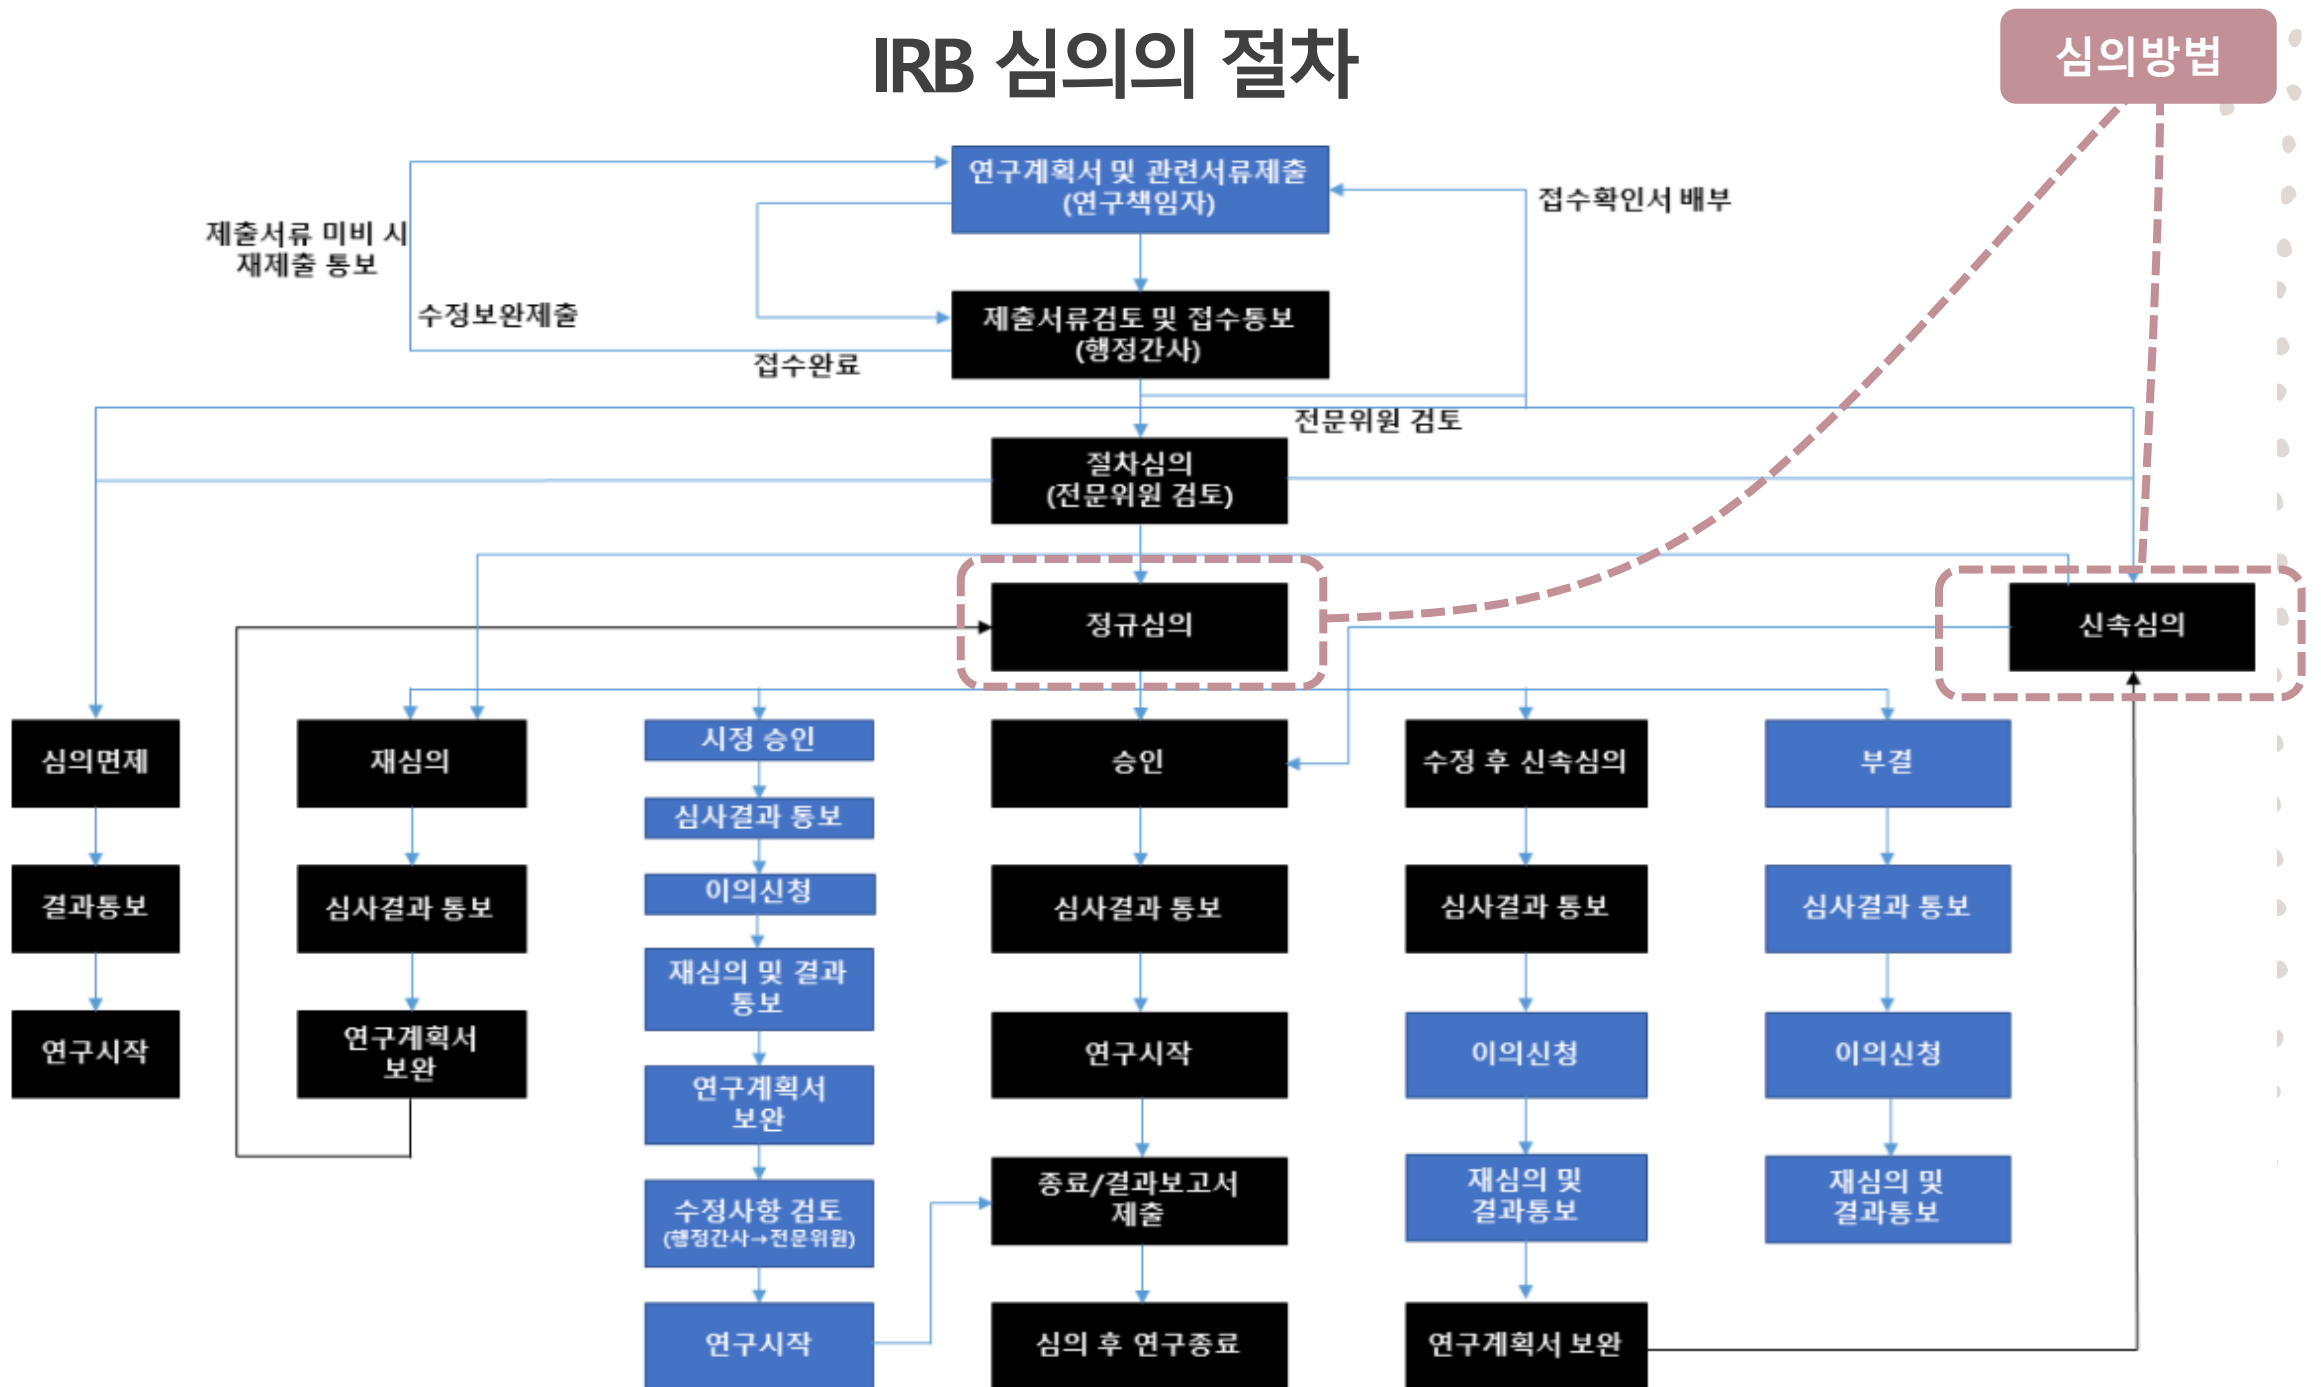 IRB 심의의 절차
심의방법
연구계획서 및 관련서류제출
(연구책임자)
접수확인서 배부
제출서류 미비 시
재제출 통보
수정보완제출
제출서류검토 및 접수통보
(행정간사)
접수완료
전문위원 검토
절차심의
(전문위원 검토)
정규심의
신속심의
심의면제
결과통보
연구시작
재심의
심사결과 통보
연구계획서
보완
시정 승인
심사결과 통보
이의신청
재심의 및 결과
통보
연구계획서
보완
수정사항 검토
(행정간사→전문위원)
연구시작
승인
심사결과 통보
연구시작
종료/결과보고서
제출
심의 후 연구종료
수정 후 신속심의
심사결과 통보
이의신청
재심의 및
결과통보
연구계획서 보완
부결
심사결과 통보
이의신청
재심의 및
결과통보